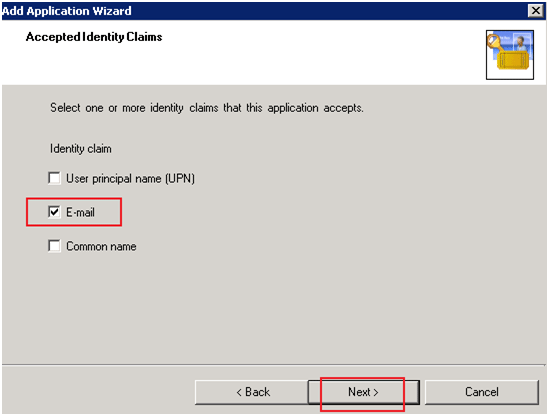 Add Application Wizard
Accepted Identity Claims
Select one or more identity claims that this application accepts.
Identity claim
User principal name (UPN)
E-mail
Common name
< Back Next > Cancel